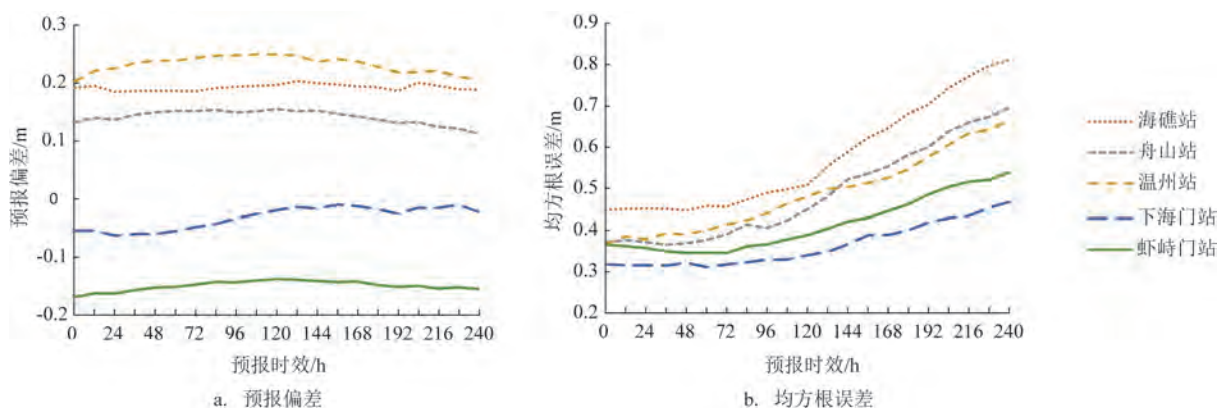 0.3
0.2
0.1
0
-0.1
-0.2
预报偏差/m
0 24 48 72 96 120 144 168 192 216 240
预报时效/h
a. 预报偏差
0.9
0.8
0.7
0.6
0.5
0.4
0.3
0.2
均方根误差/m
0 24 48 72 96 120 144 168 192 216 240
预报时效/h
b. 均方根误差
海礁站
舟山站
温州站
下海门站
虾峙门站